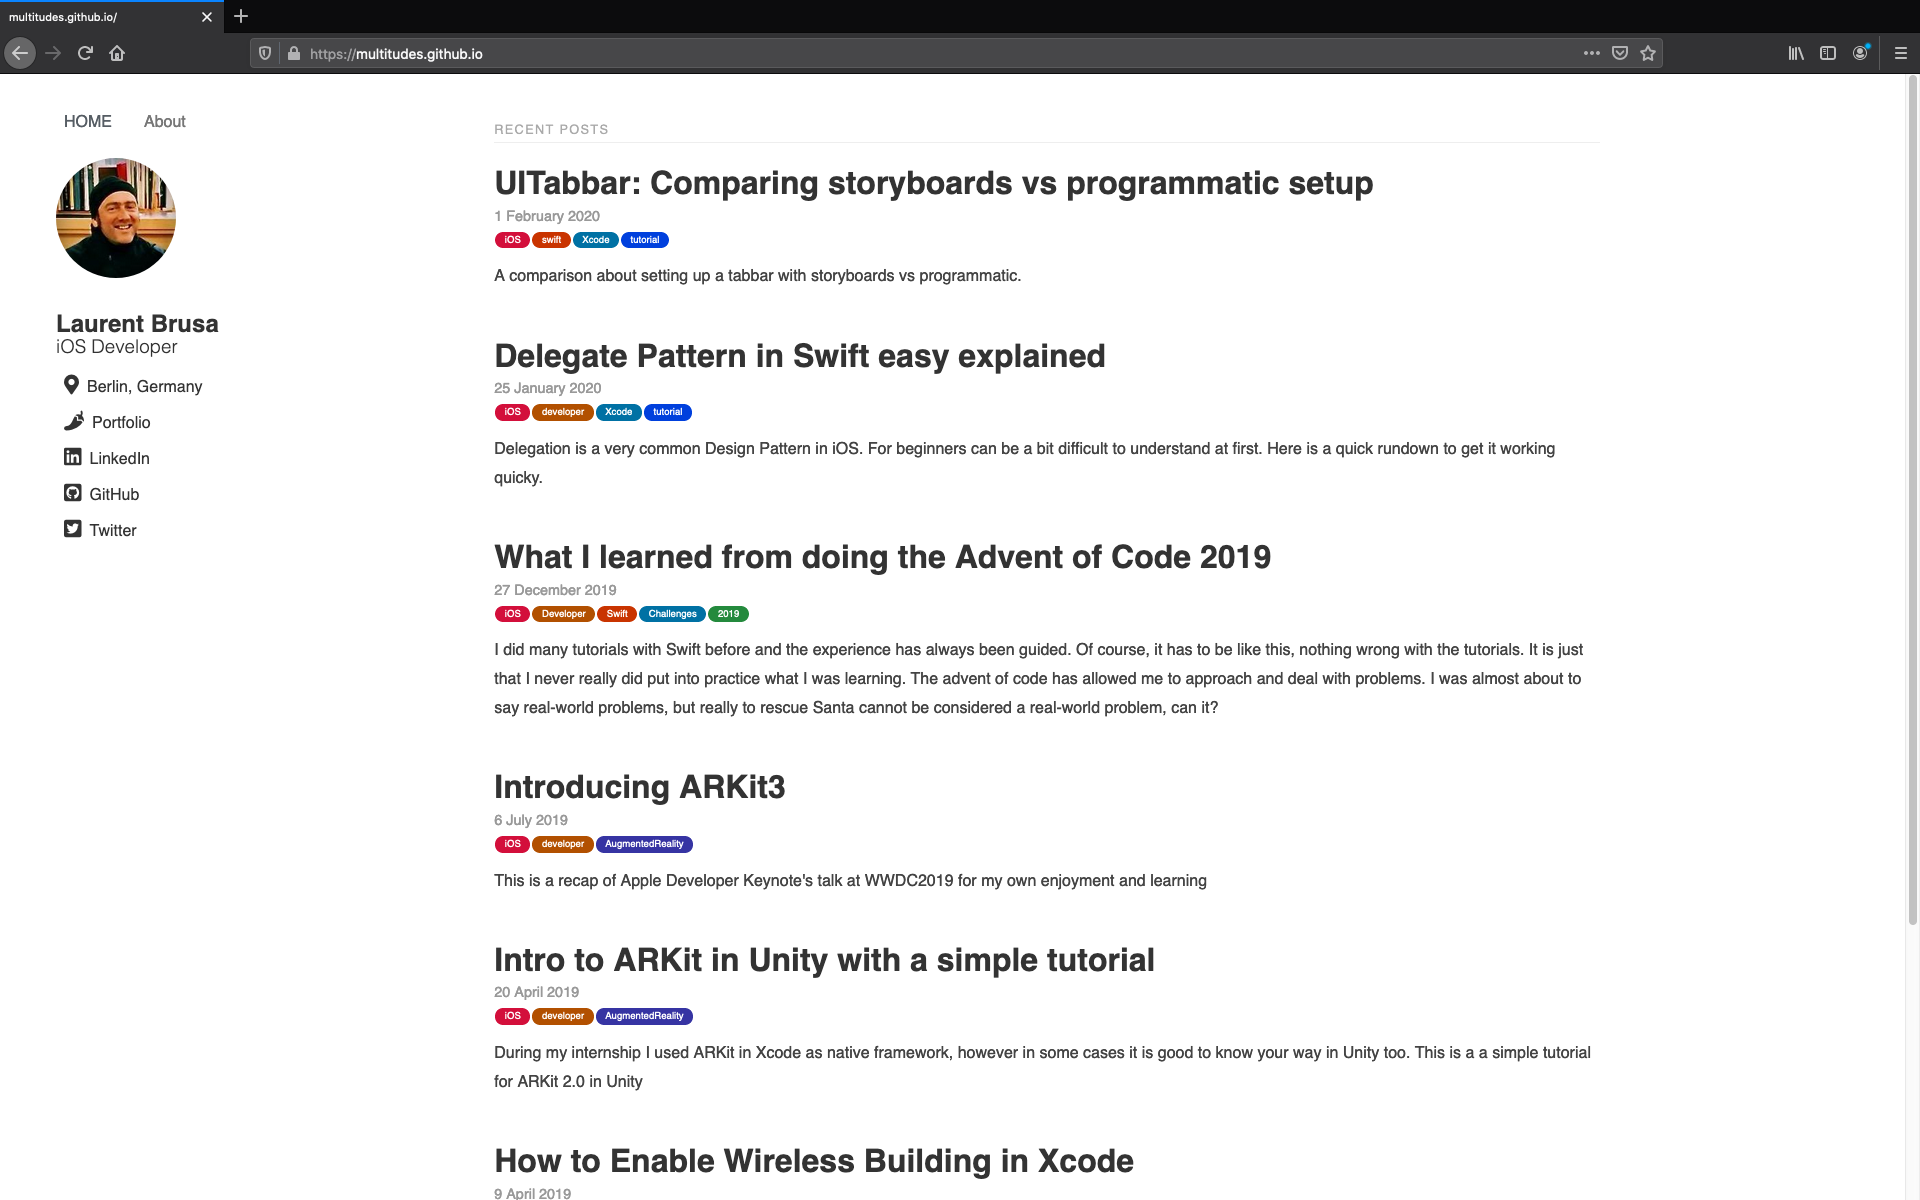 multitudes.github.io/
https://multitudes.github.io
HOME About
Laurent Brusa
iOS Developer
Berlin, Germany
Portfolio
LinkedIn
GitHub
Twitter
RECENT POSTS
UITabbar: Comparing storyboards vs programmatic setup
1 February 2020
iOS swift Xcode tutorial
A comparison about setting up a tabbar with storyboards vs programmatic.
Delegate Pattern in Swift easy explained
25 January 2020
iOS developer Xcode tutorial
Delegation is a very common Design Pattern in iOS. For beginners can be a bit difficult to understand at first. Here is a quick rundown to get it working
quicky.
What I learned from doing the Advent of Code 2019
27 December 2019
iOS Developer Swift Challenges 2019
I did many tutorials with Swift before and the experience has always been guided. Of course, it has to be like this, nothing wrong with the tutorials. It is just
that I never really did put into practice what I was learning. The advent of code has allowed me to approach and deal with problems. I was almost about to
say real-world problems, but really to rescue Santa cannot be considered a real-world problem, can it?
Introducing ARKit3
6 July 2019
iOS developer AugmentedReality
This is a recap of Apple Developer Keynote's talk at WWDC2019 for my own enjoyment and learning
Intro to ARKit in Unity with a simple tutorial
20 April 2019
iOS developer AugmentedReality
During my internship I used ARKit in Xcode as native framework, however in some cases it is good to know your way in Unity too. This is a a simple tutorial
for ARKit 2.0 in Unity
How to Enable Wireless Building in Xcode
9 April 2019